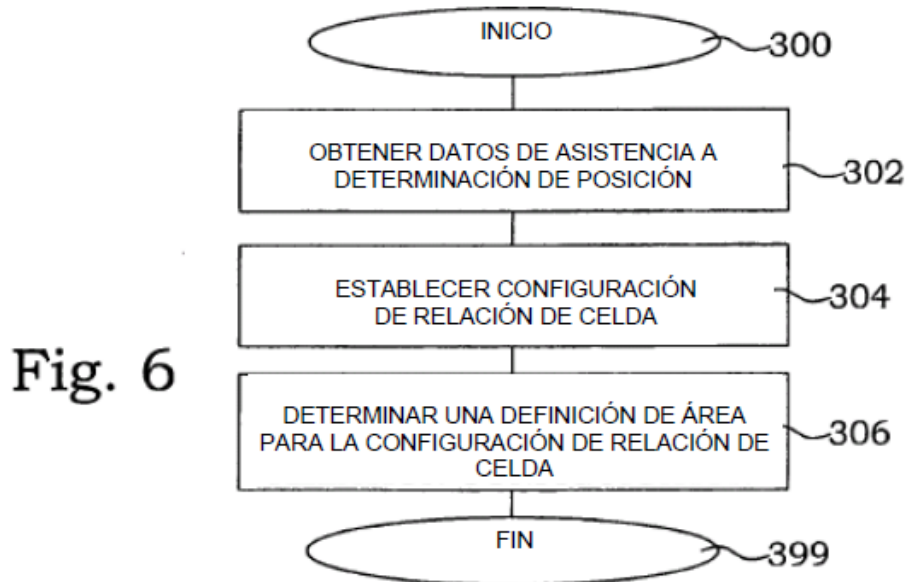 INICIO
300
OBTENER DATOS DE ASISTENCIA A
DETERMINACIÓN DE POSICIÓN
302
ESTABLECER CONFIGURACIÓN
DE RELACIÓN DE CELDA
304
Fig. 6
DETERMINAR UNA DEFINICIÓN DE ÁREA
PARA LA CONFIGURACIÓN DE RELACIÓN DE
CELDA
306
FIN
399